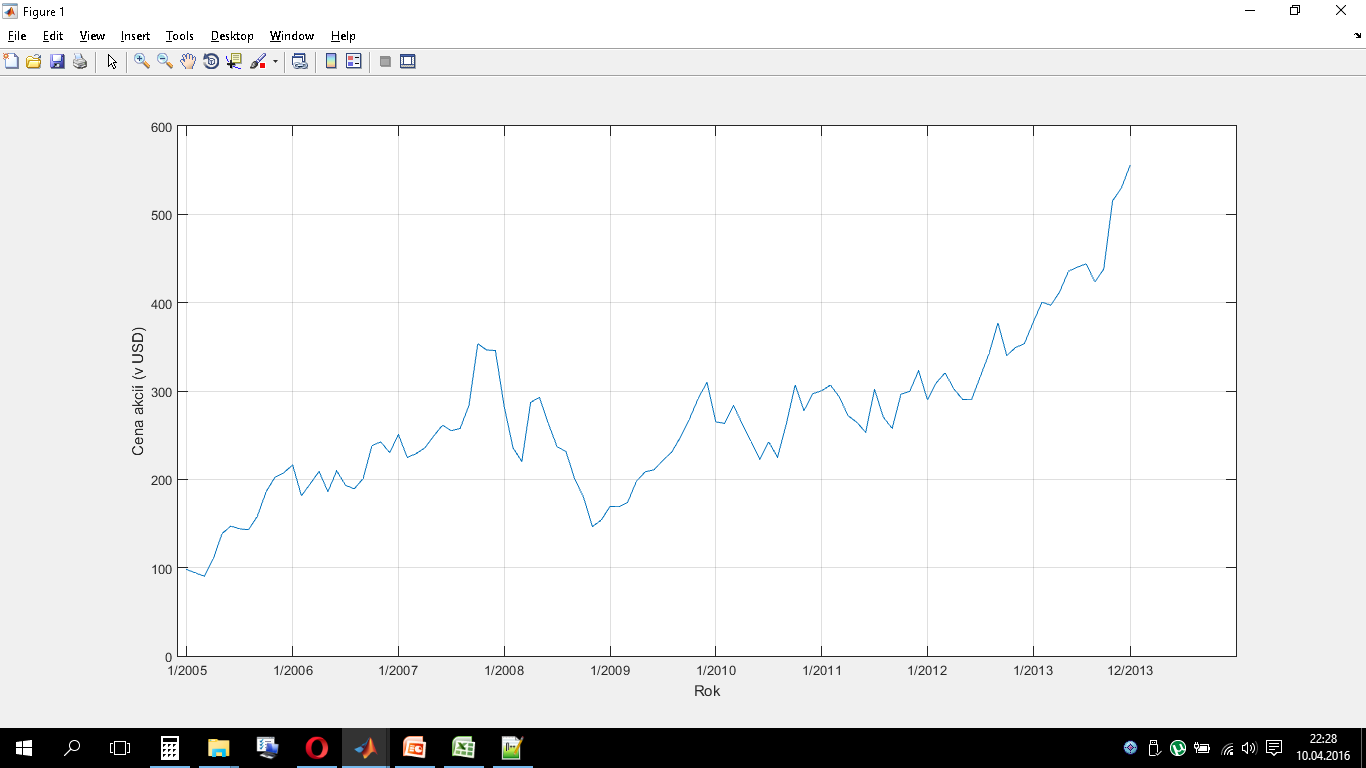 Figure 1
File Edit View Insert Tools Desktop Window Help
600
500
400
300
200
100
0
Cena akcii (v USD)
1/2005 1/2006 1/2007 1/2008 1/2009 1/2010 1/2011 1/2012 1/2013 12/2013
Rok
22:28
10.04.2016